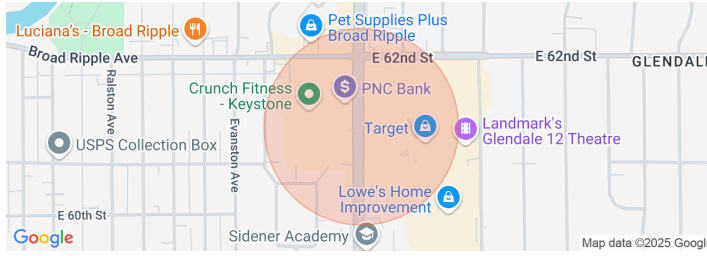 Luciana's - Broad Ripple
Pet Supplies Plus
Broad Ripple
Broad Ripple Ave
E 62nd St
GLENDALE
Crunch Fitness
- Keystone
PNC Bank
Ralston Ave
Evanston Ave
USPS Collection Box
Target
Landmark's
Glendale 12 Theatre
Lowe's Home
Improvement
E 60th St
Sidener Academy
Google
Map data ©2025 Google